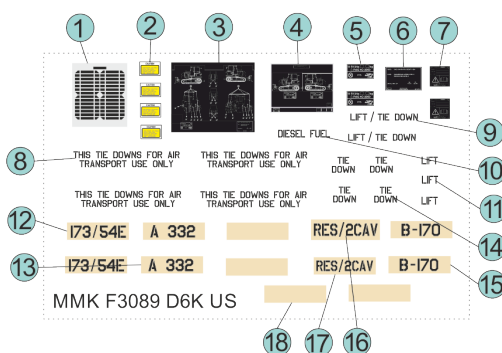 1
2
3
4
5
6
7
LIFT / TIE DOWN
9
DIESEL FUEL
LIFT / TIE DOWN
8
THIS TIE DOWNS FOR AIR
TRANSPORT USE ONLY
THIS TIE DOWNS FOR AIR
TRANSPORT USE ONLY
TIE
DOWN
TIE
DOWN
LIFT
10
LIFT
11
THIS TIE DOWNS FOR AIR
TRANSPORT USE ONLY
THIS TIE DOWNS FOR AIR
TRANSPORT USE ONLY
TIE
DOWN
TIE
DOWN
LIFT
12
173/54E
A 332
RES/2CAV
B-170
14
13
173/54E
A 332
RES/2CAV
B-170
15
MMK F3089 D6K US
18
17
16